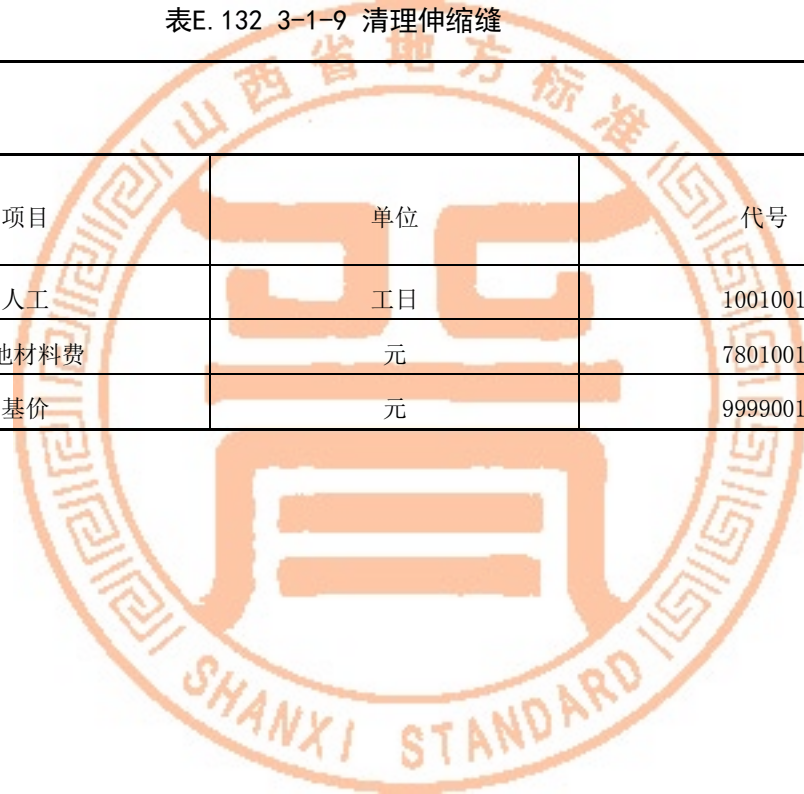 表E.132 3-1-9 清理伸缩缝
山西省地方标准
项目 单位 代号
人工 工日 1001001
他材料费 元 7801001
基价 元 9999001
SHANXI STANDARD